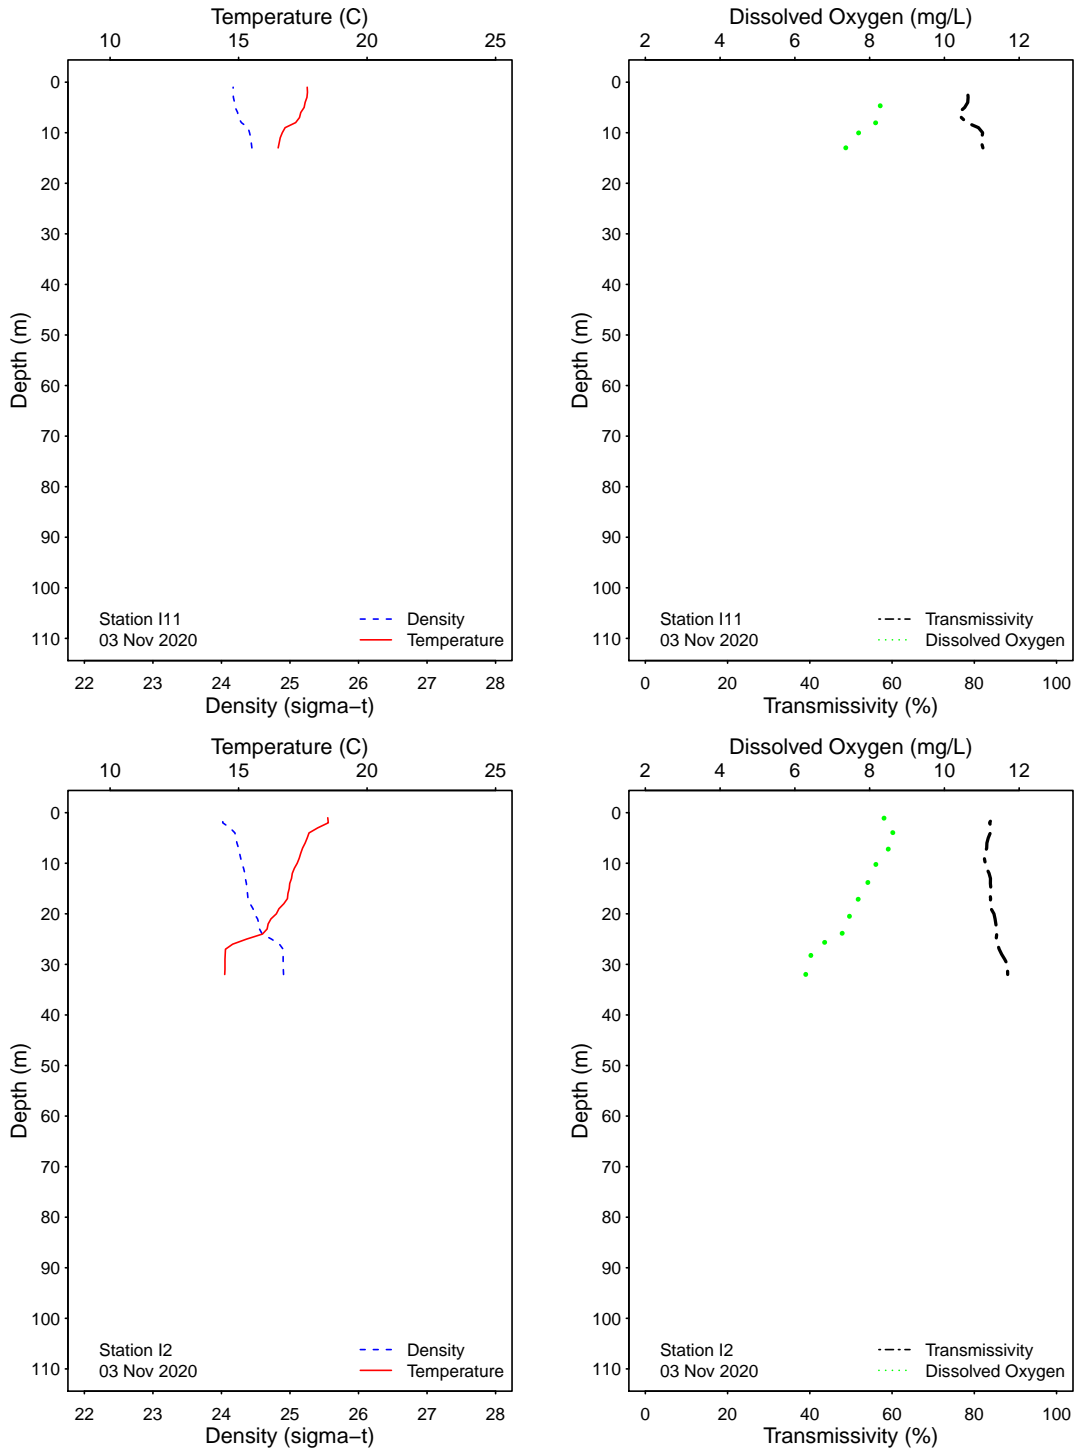 Temperature (C)
10 15 20 25
0
10
20
30
40
50
60
70
80
90
100
110
Depth (m)
Station I11
03 Nov 2020
Density
Temperature
22 23 24 25 26 27 28
Density (sigma−t)
Dissolved Oxygen (mg/L)
2 4 6 8 10 12
0
10
20
30
40
50
60
70
80
90
100
110
Depth (m)
Station I11
03 Nov 2020
Transmissivity
Dissolved Oxygen
0 20 40 60 80 100
Transmissivity (%)
Temperature (C)
10 15 20 25
0
10
20
30
40
50
60
70
80
90
100
110
Depth (m)
Station I2
03 Nov 2020
Density
Temperature
22 23 24 25 26 27 28
Density (sigma−t)
Dissolved Oxygen (mg/L)
2 4 6 8 10 12
0
10
20
30
40
50
60
70
80
90
100
110
Depth (m)
Station I2
03 Nov 2020
Transmissivity
Dissolved Oxygen
0 20 40 60 80 100
Transmissivity (%)